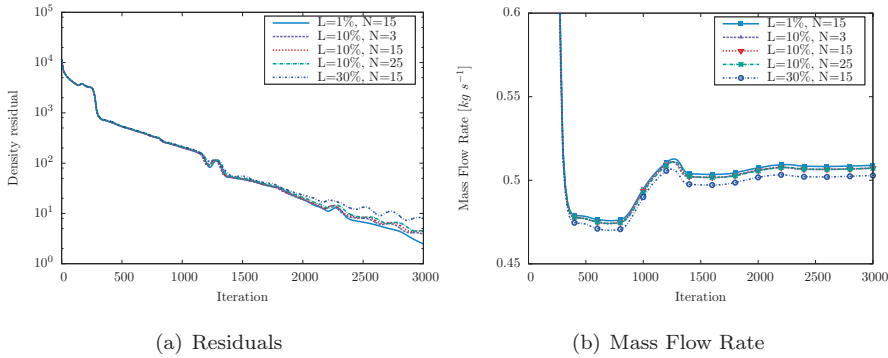 10^5
10^4
10^3
10^2
10^1
10^0
Density residual
0 500 1000 1500 2000 2500 3000
Iteration
L=1%, N=15
L=10%, N=3
L=10%, N=15
L=10%, N=25
L=30%, N=15
(a) Residuals
0.6
0.55
0.5
0.45
Mass Flow Rate [kg s^-1]
0 500 1000 1500 2000 2500 3000
Iteration
L=1%, N=15
L=10%, N=3
L=10%, N=15
L=10%, N=25
L=30%, N=15
(b) Mass Flow Rate